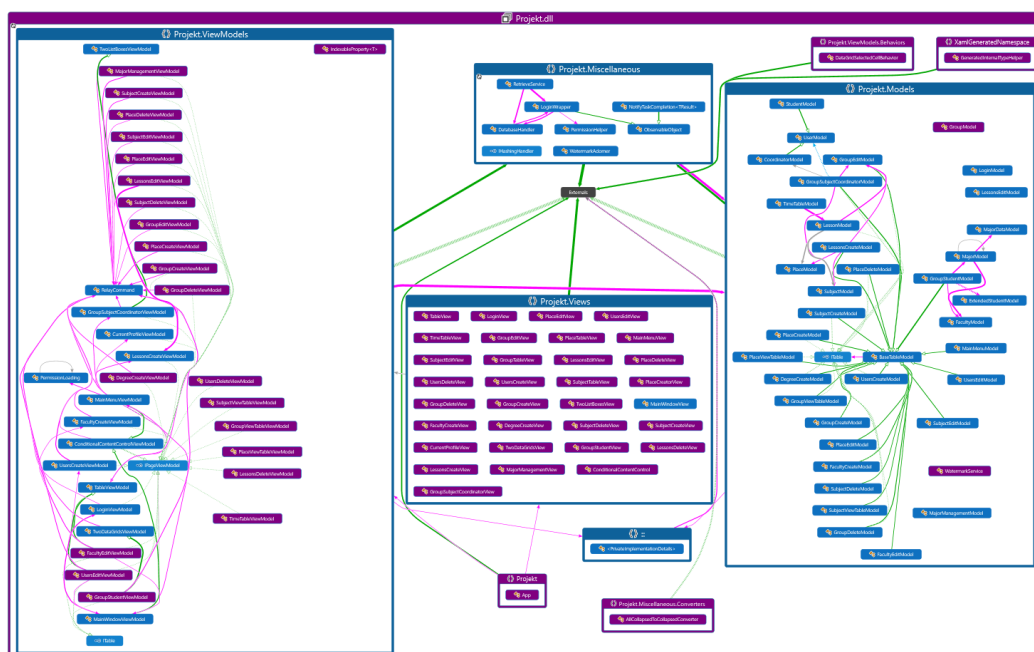 Projekt.dll
Projekt.ViewModels
TwoListBoxesViewModel
IndexableProperty<T>
MajorManagementViewModel
SubjectCreateViewModel
PlaceDeleteViewModel
SubjectEditViewModel
PlaceEditViewModel
LessonsEditViewModel
SubjectDeleteViewModel
GroupEditViewModel
PlaceCreateViewModel
GroupCreateViewModel
GroupDeleteViewModel
RelayCommand
GroupSubjectCoordinatorViewModel
CurrentProfileViewModel
LessonsCreateViewModel
PermissionLoading
DegreeCreateViewModel
UsersDeleteViewModel
MainMenuViewModel
SubjectViewTableViewModel
FacultyCreateViewModel
GroupViewTableViewModel
ConditionalContentControlViewModel
PlaceViewTableViewModel
UsersCreateViewModel
IPageViewModel
LessonsDeleteViewModel
TableViewModel
LoginViewModel
TimeTableViewModel
TwoDataGridsViewModel
FacultyEditViewModel
UsersEditViewModel
GroupStudentViewModel
MainWindowViewModel
ITable
Projekt.Miscellaneous
RetrieveService
LoginWrapper
NotifyTaskCompletion<TResult>
DatabaseHandler
PermissionHelper
ObservableObject
IHashingHandler
WatermarkAdorner
Externals
Projekt.Views
TableView
LoginView
PlaceEditView
UsersEditView
TimeTableView
GroupEditView
PlaceTableView
MainMenuView
SubjectEditView
GroupTableView
LessonsEditView
PlaceDeleteView
UsersDeleteView
UsersCreateView
SubjectTableView
PlaceCreateView
GroupDeleteView
GroupCreateView
TwoListBoxesView
MainWindowView
FacultyCreateView
DegreeCreateView
SubjectDeleteView
SubjectCreateView
CurrentProfileView
TwoDataGridsView
GroupStudentView
LessonsDeleteView
LessonsCreateView
MajorManagementView
ConditionalContentControl
GroupSubjectCoordinatorView
<PrivateImplementationDetails>
Projekt
App
Projekt.Miscellaneous.Converters
AllCollapsedToCollapsedConverter
Projekt.ViewModels.Behaviors
DataGridSelectedCellBehavior
XamlGeneratedNamespace
GeneratedInternalTypeHelper
Projekt.Models
StudentModel
GroupModel
UserModel
CoordinatorModel
GroupEditModel
LoginModel
GroupSubjectCoordinatorModel
LessonsEditModel
TimeTableModel
LessonModel
MajorDataModel
LessonsCreateModel
MajorModel
PlaceModel
PlaceDeleteModel
GroupStudentModel
SubjectModel
ExtendedStudentModel
SubjectCreateModel
FacultyModel
PlaceCreateModel
MainMenuModel
PlaceViewTableModel
ITable
BaseTableModel
DegreeCreateModel
UsersCreateModel
UsersEditModel
GroupViewTableModel
GroupCreateModel
SubjectEditModel
PlaceEditModel
FacultyCreateModel
WatermarkService
SubjectDeleteModel
SubjectViewTableModel
MajorManagementModel
GroupDeleteModel
FacultyEditModel